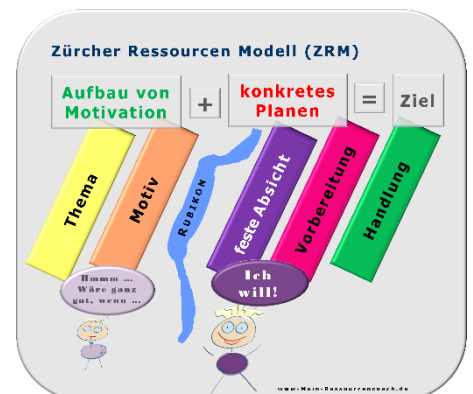 Zürcher Ressourcen Modell (ZRM)
Aufbau von
Motivation
+
konkretes
Planen
=
Ziel
Thema
Motiv
RUBIKON
feste Absicht
Vorbereitung
Handlung
Hmmm ...
Wäre ganz
gut, wenn ...
Ich
will!
www-Mein-Ressourcencoach.de